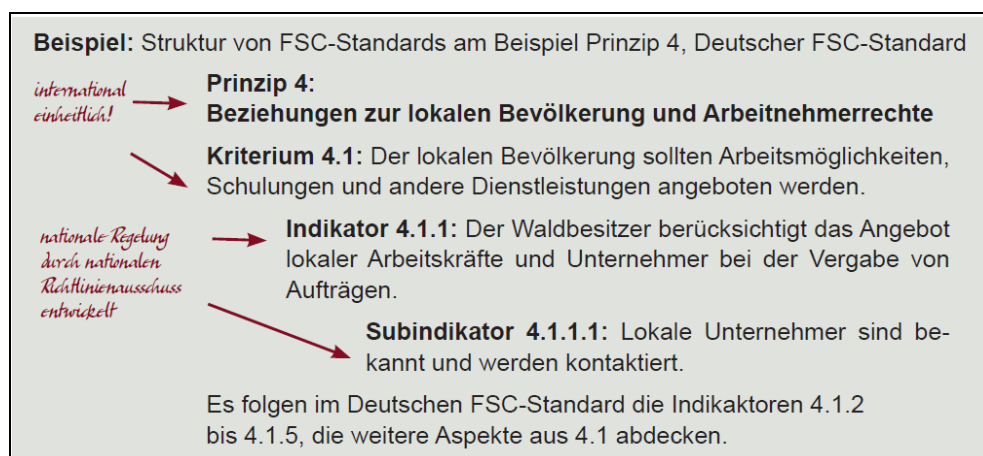 Beispiel: Struktur von FSC-Standards am Beispiel Prinzip 4, Deutscher FSC-Standard
international
einheitlich!
Prinzip 4:
Beziehungen zur lokalen Bevölkerung und Arbeitnehmerrechte
Kriterium 4.1: Der lokalen Bevölkerung sollten Arbeitsmöglichkeiten,
Schulungen und andere Dienstleistungen angeboten werden.
nationale Regelung
durch nationalen
Richtlinienausschuss
entwickelt
Indikator 4.1.1: Der Waldbesitzer berücksichtigt das Angebot
lokaler Arbeitskräfte und Unternehmer bei der Vergabe von
Aufträgen.
Subindikator 4.1.1.1: Lokale Unternehmer sind be-
kannt und werden kontaktiert.
Es folgen im Deutschen FSC-Standard die Indikaktoren 4.1.2
bis 4.1.5, die weitere Aspekte aus 4.1 abdecken.